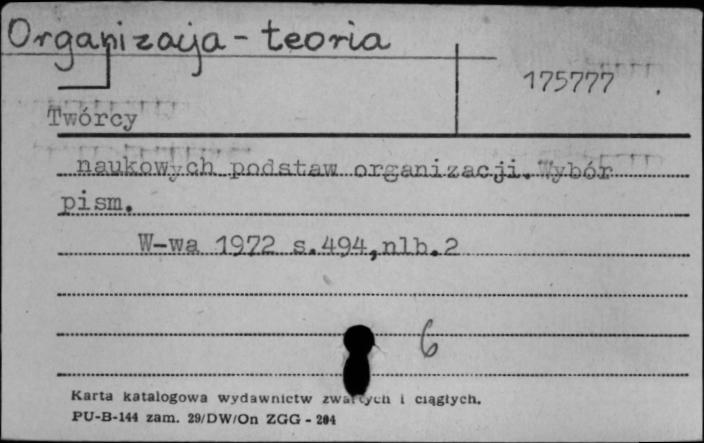 Organizacja - teoria
175777
Twórcy
naukowych podstaw organizacji. Wybór
pism.
W-wa 1972 s.494,nlb.2
6
Karta katalogowa wydawnictw zwartych i ciągłych.
PU-B-144 zam. 29/DW/On ZGG - 204